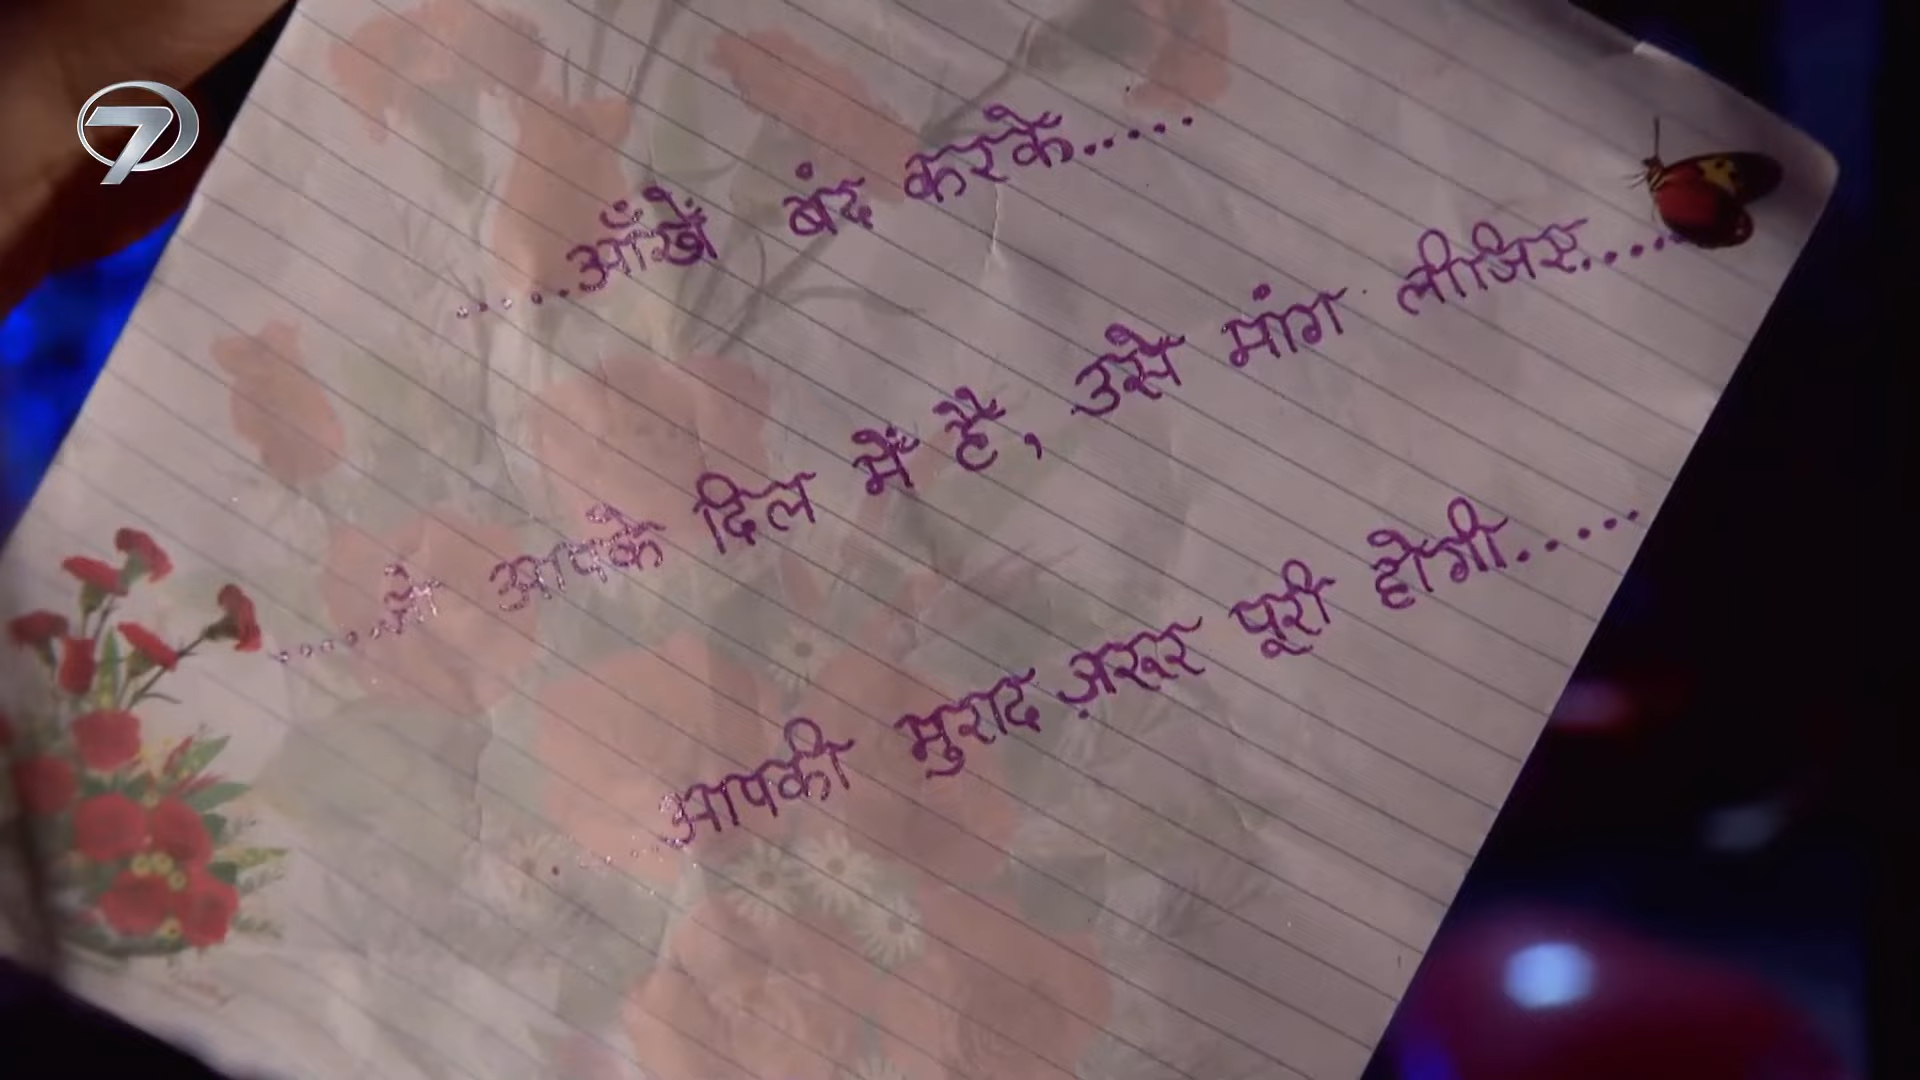 7
.....आँखें बंद करके.....
.....जो आपके दिल में है, उसे मांग लीजिए.....
.....आपकी मुराद ज़रूर पूरी होगी.....